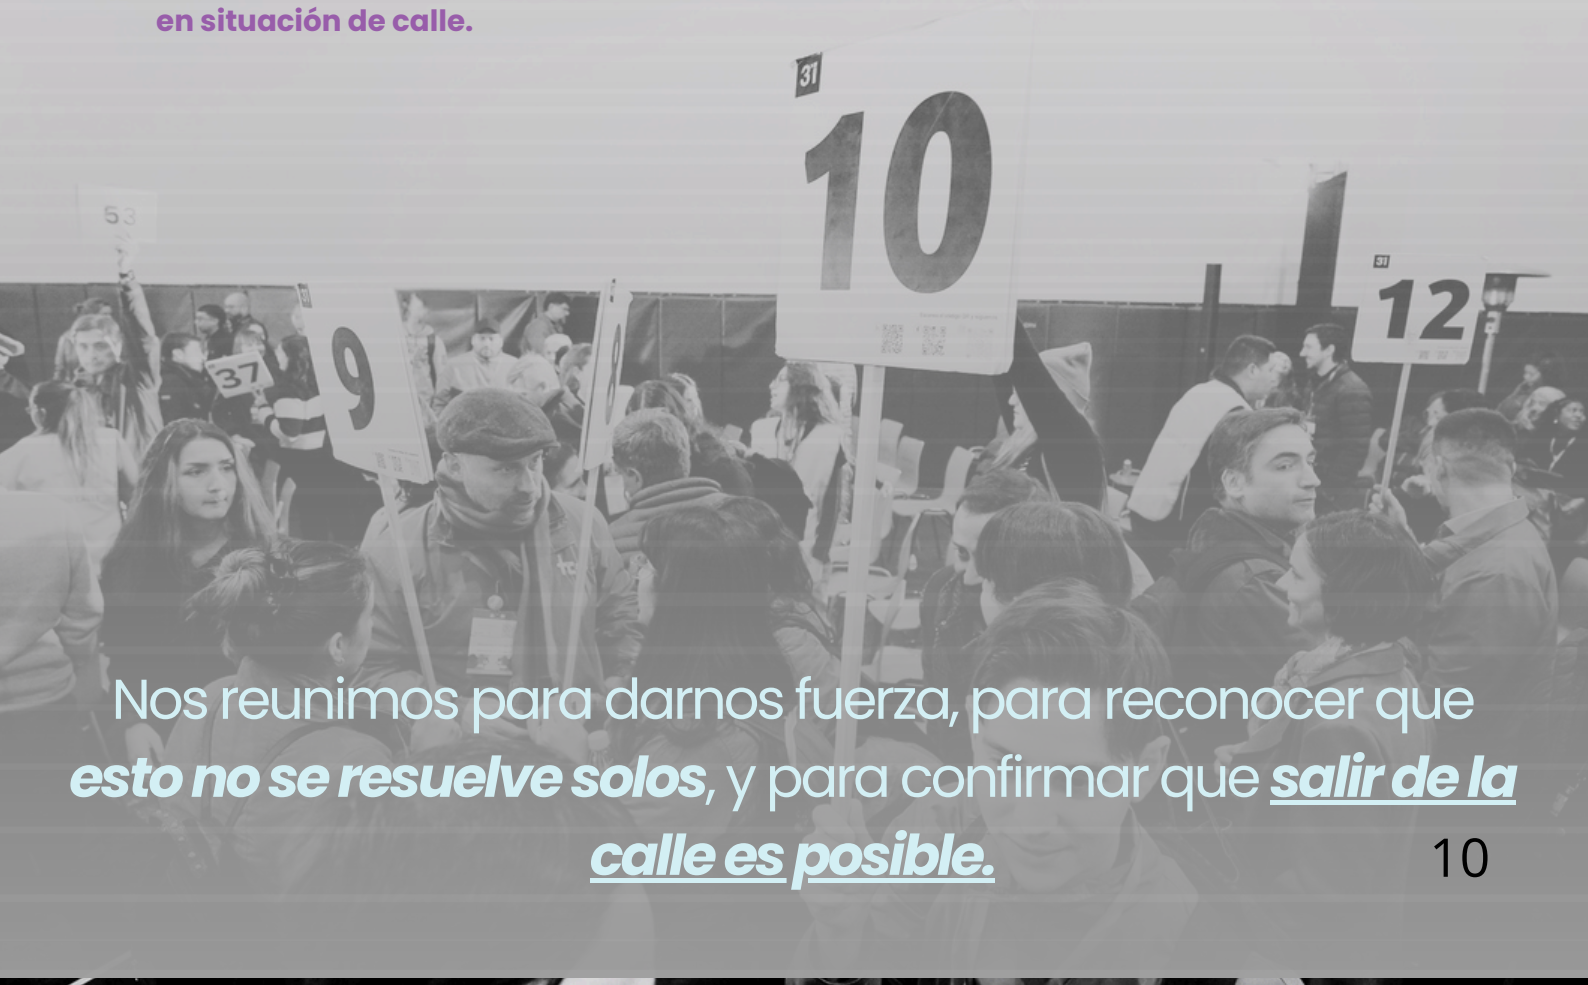 en situación de calle.
31
10
53
31
12
9
37
Nos reunimos para darnos fuerza, para reconocer que
esto no se resuelve solos, y para confirmar que salir de la
calle es posible.
10